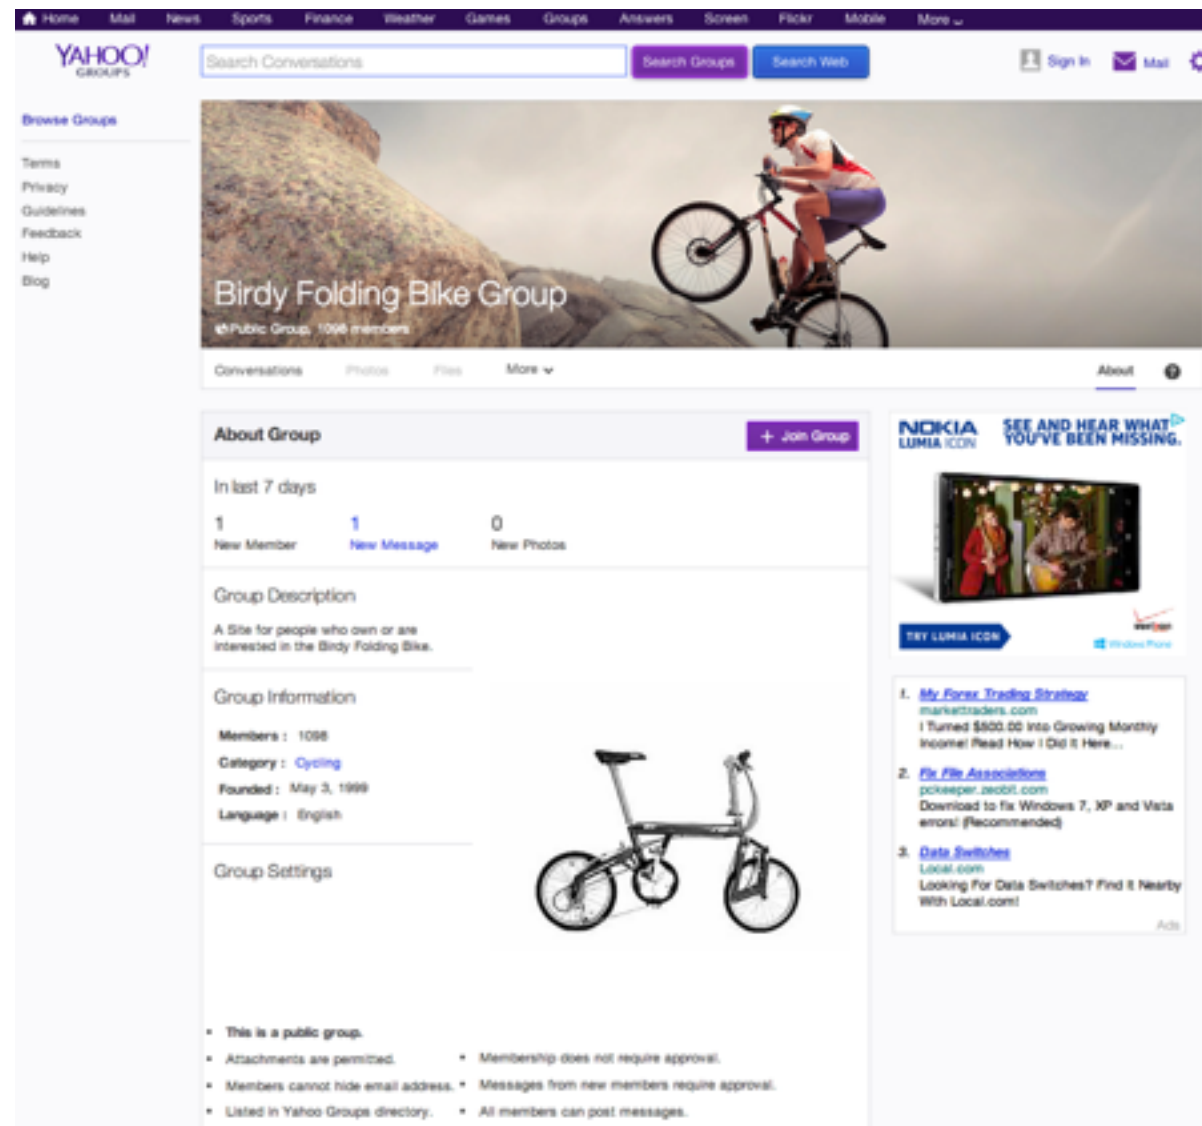 Home Mail News Sports Finance Weather Games Groups Answers Screen Flickr Mobile More
YAHOO!
GROUPS
Search Conversations
Search Groups
Search Web
Sign In
Mail
Browse Groups
Terms
Privacy
Guidelines
Feedback
Help
Blog
Birdy Folding Bike Group
Public Group, 1098 members
Conversations Photos Files More
About
?
About Group
+ Join Group
In last 7 days
1 1 0
New Member New Message New Photos
Group Description
A Site for people who own or are
interested in the Birdy Folding Bike.
Group Information
Members : 1098
Category : Cycling
Founded : May 3, 1999
Language : English
Group Settings
• This is a public group.
• Attachments are permitted.
• Members cannot hide email address.
• Listed in Yahoo Groups directory.
• Membership does not require approval.
• Messages from new members require approval.
• All members can post messages.
NOKIA
LUMIA ICON
SEE AND HEAR WHAT
YOU'VE BEEN MISSING.
TRY LUMIA ICON
verizon
Windows Phone
1. My Forex Trading Strategy
markettraders.com
I Turned $500.00 Into Growing Monthly
Income! Read How I Did It Here...
2. Fix File Associations
pckeeper.zeobit.com
Download to fix Windows 7, XP and Vista
errors! (Recommended)
3. Data Switches
Local.com
Looking For Data Switches? Find It Nearby
With Local.com!
Ads